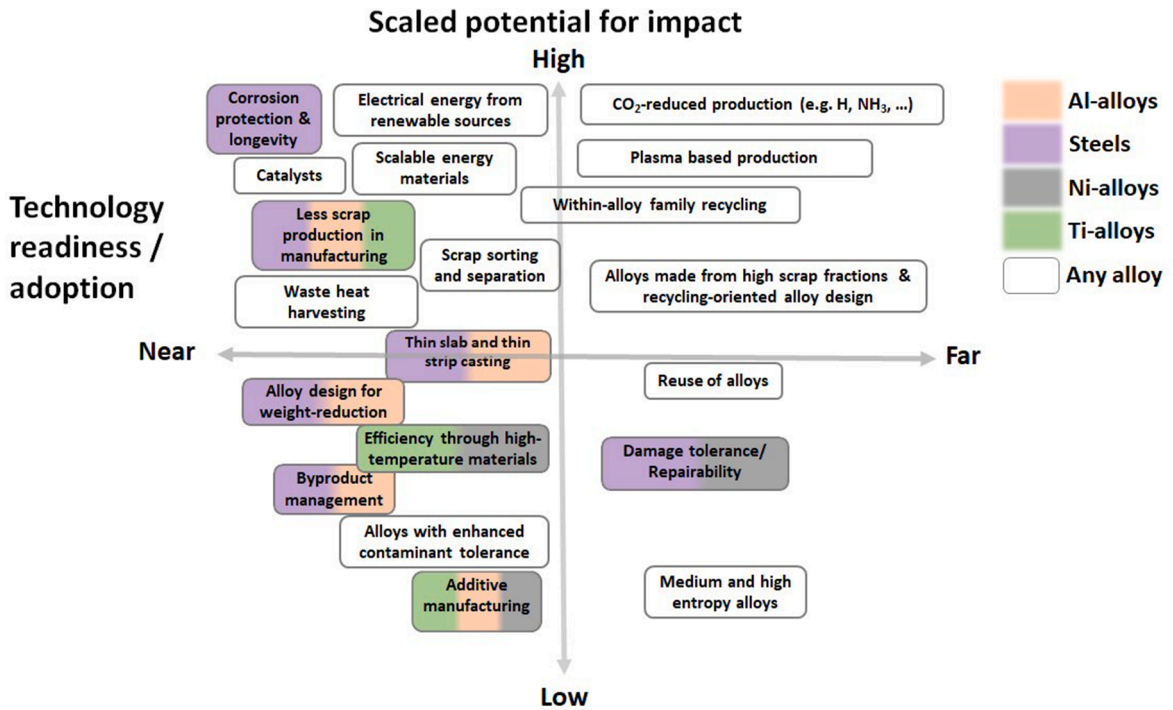 Scaled potential for impact
High
Corrosion
protection &
longevity
Electrical energy from
renewable sources
CO₂-reduced production (e.g. H, NH₃, ...)
Al-alloys
Steels
Ni-alloys
Ti-alloys
Any alloy
Catalysts
Scalable energy
materials
Plasma based production
Technology
readiness /
adoption
Less scrap
production in
manufacturing
Within-alloy family recycling
Scrap sorting
and separation
Alloys made from high scrap fractions &
recycling-oriented alloy design
Waste heat
harvesting
Near
Thin slab and thin
strip casting
Far
Reuse of alloys
Alloy design for
weight-reduction
Efficiency through high-
temperature materials
Damage tolerance/
Repairability
Byproduct
management
Alloys with enhanced
contaminant tolerance
Additive
manufacturing
Medium and high
entropy alloys
Low